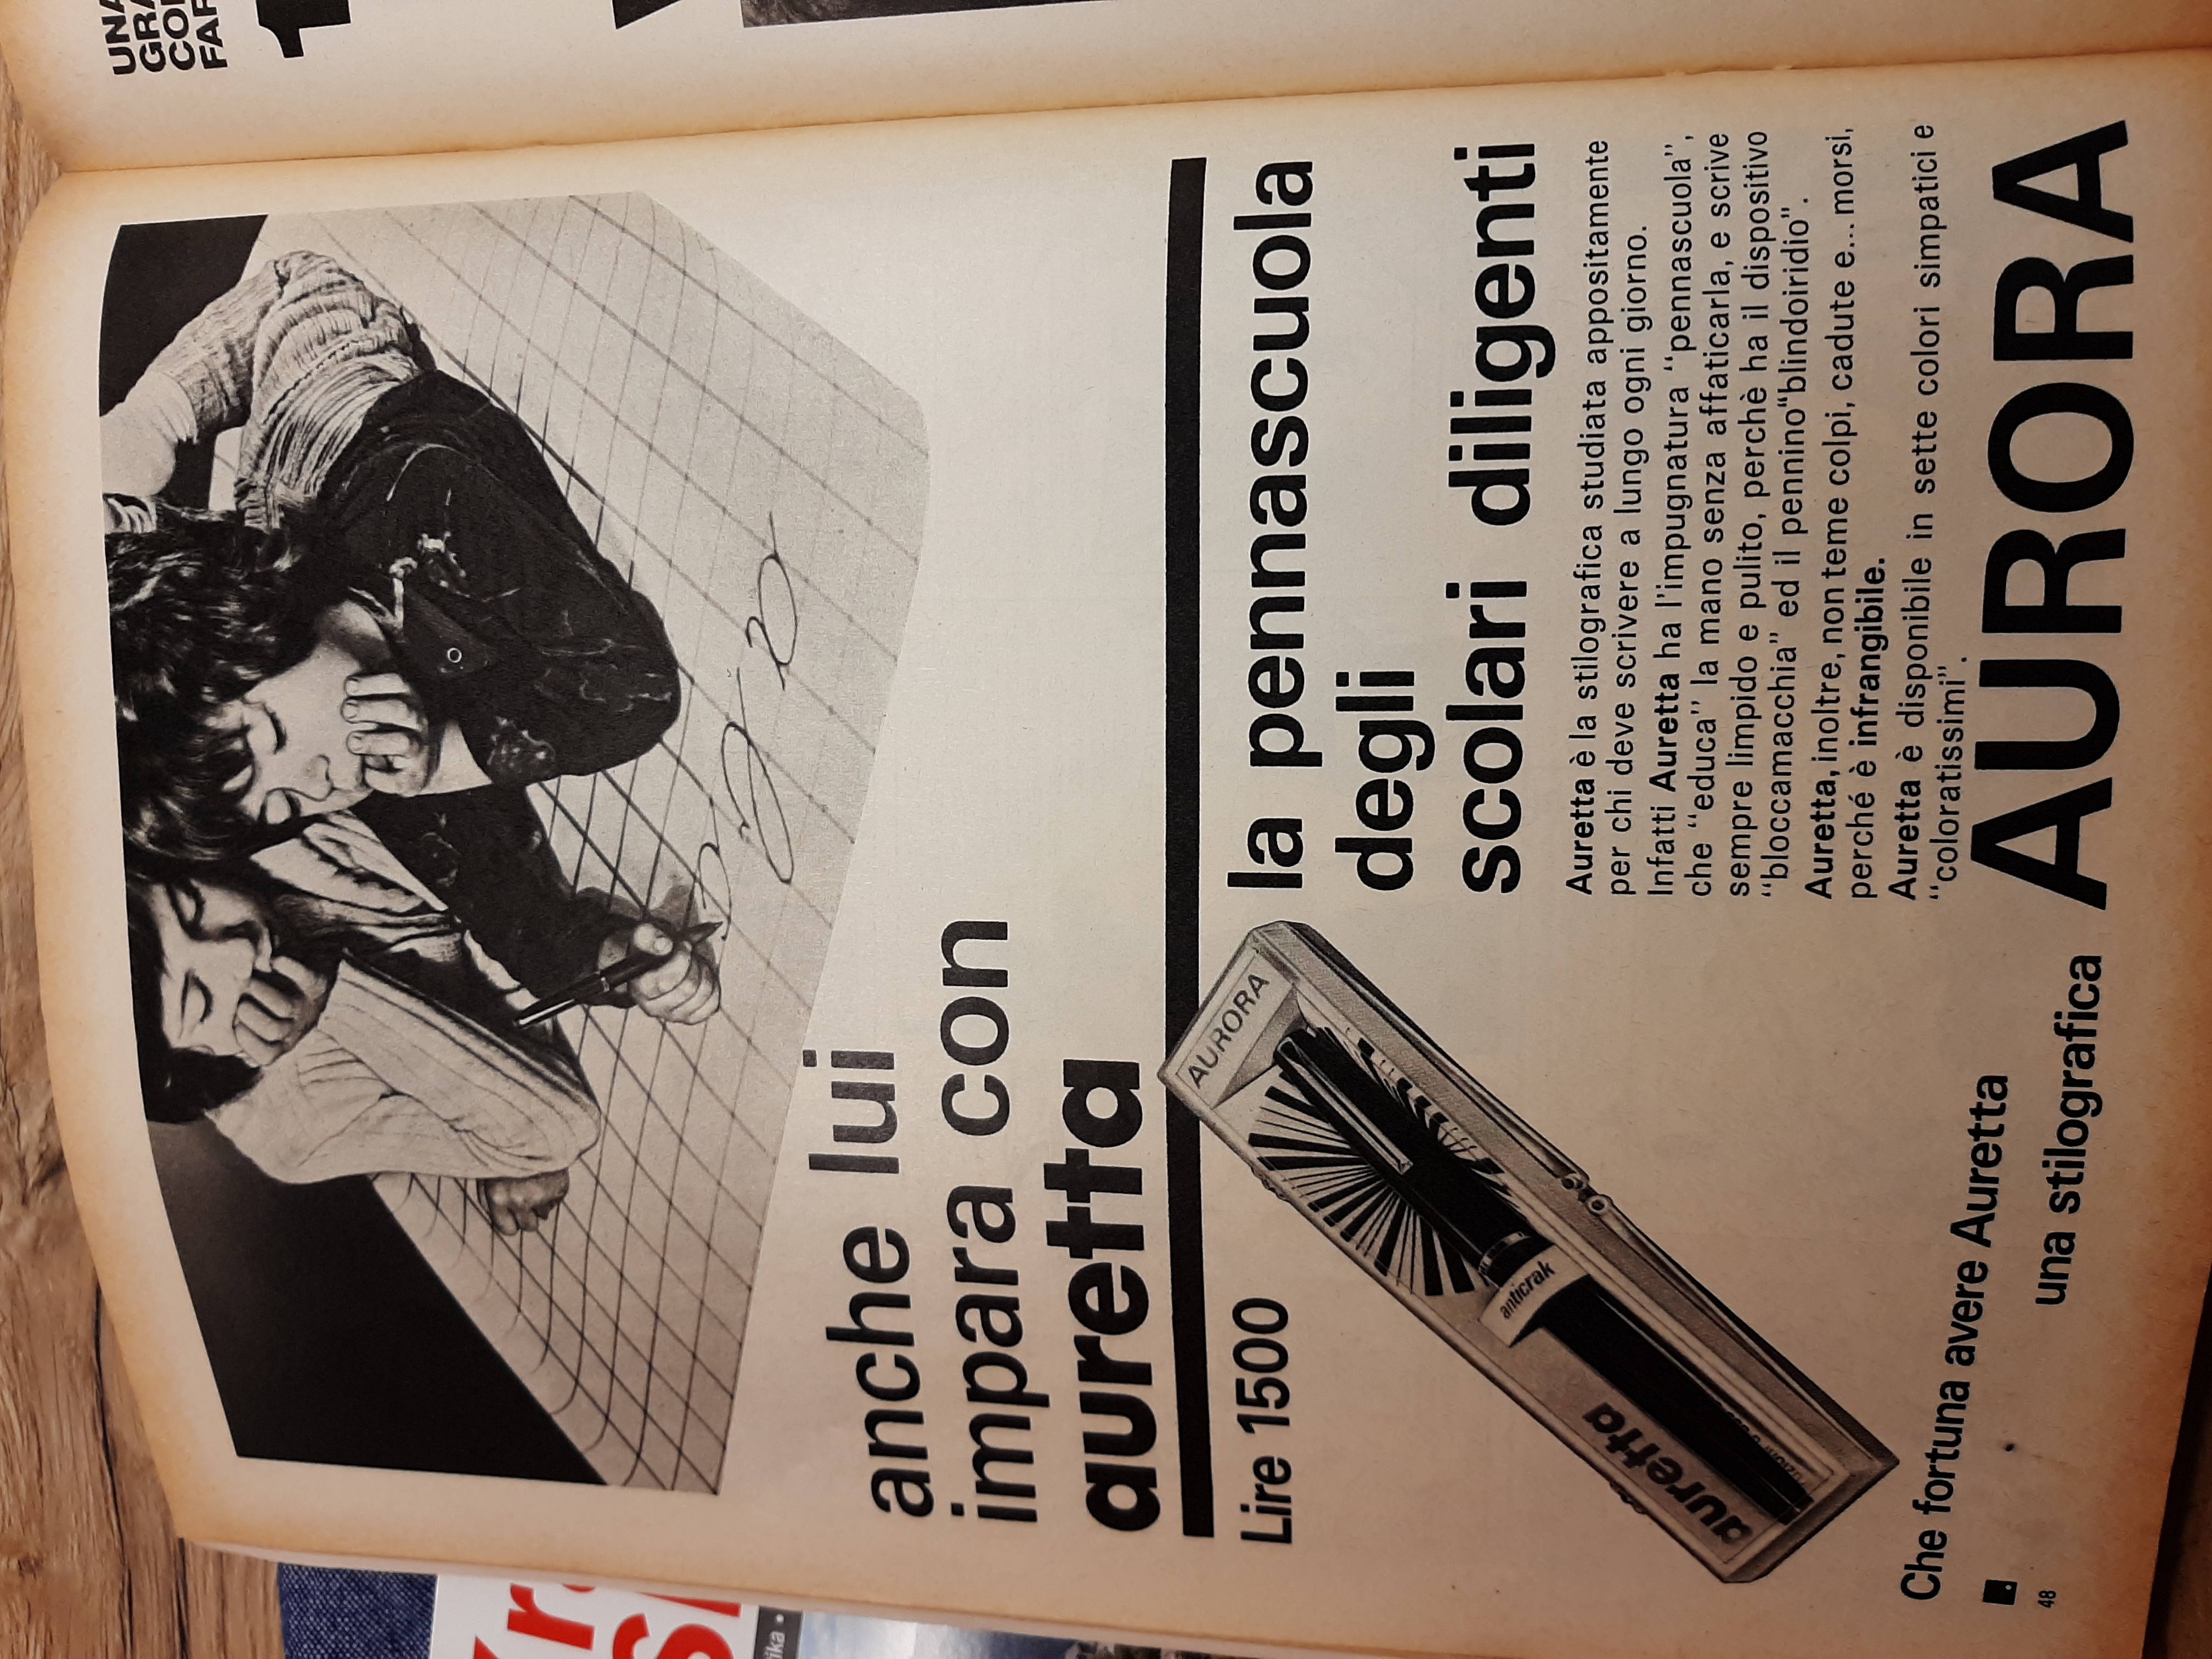 anche lui
impara con
auretta
Lire 1500
la pennascuola
degli
scolari diligenti
AURORA
anticrak
auretta
Auretta è la stilografica studiata appositamente
per chi deve scrivere a lungo ogni giorno.
Infatti Auretta ha l'impugnatura “pennascuola”,
che “educa” la mano senza affaticarla, e scrive
sempre limpido e pulito, perchè ha il dispositivo
“bloccamacchia” ed il pennino “blindoiridio”.
Auretta, inoltre, non teme colpi, cadute e... morsi,
perché è infrangibile.
Auretta è disponibile in sette colori simpatici e
“coloratissimi”.
Che fortuna avere Auretta
una stilografica AURORA
48